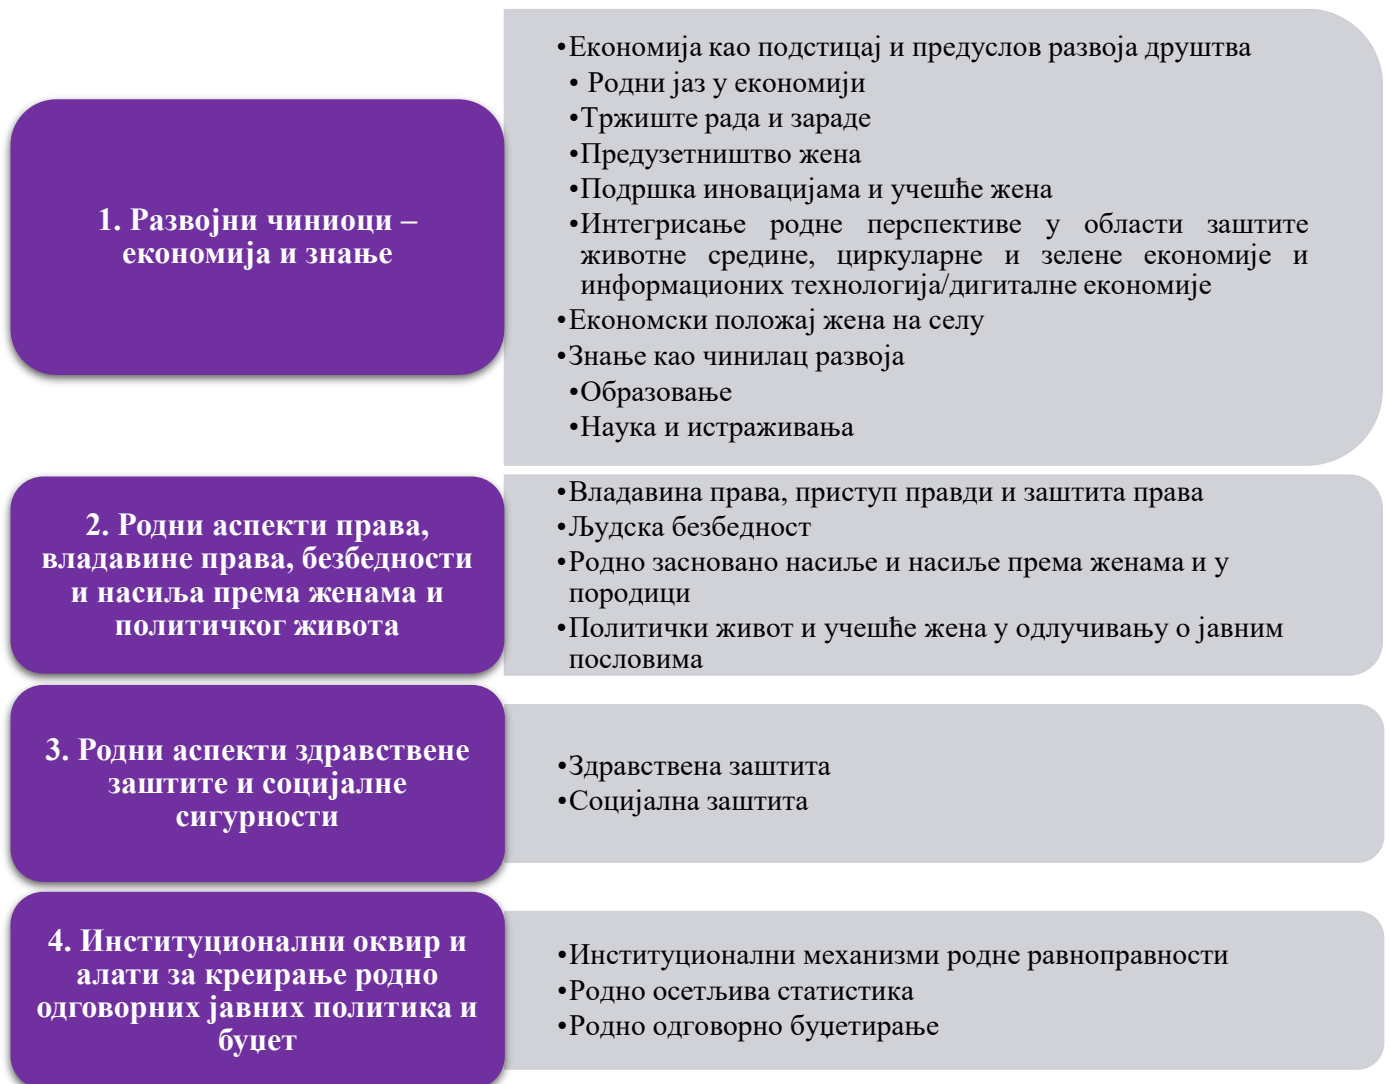 1. Развојни чиниоци –
економија и знање
•Економија као подстицај и предуслов развоја друштва
• Родни јаз у економији
•Тржиште рада и зараде
•Предузетништво жена
•Подршка иновацијама и учешће жена
•Интегрисање родне перспективе у области заштите
животне средине, циркуларне и зелене економије и
информационих технологија/дигиталне економије
•Економски положај жена на селу
•Знање као чинилац развоја
•Образовање
•Наука и истраживања
2. Родни аспекти права,
владавине права, безбедности
и насиља према женама и
политичког живота
•Владавина права, приступ правди и заштита права
•Људска безбедност
•Родно засновано насиље и насиље према женама и у
породици
•Политички живот и учешће жена у одлучивању о јавним
пословима
3. Родни аспекти здравствене
заштите и социјалне
сигурности
•Здравствена заштита
•Социјална заштита
4. Институционални оквир и
алати за креирање родно
одговорних јавних политика и
буџет
•Институционални механизми родне равноправности
•Родно осетљива статистика
•Родно одговорно буџетирање